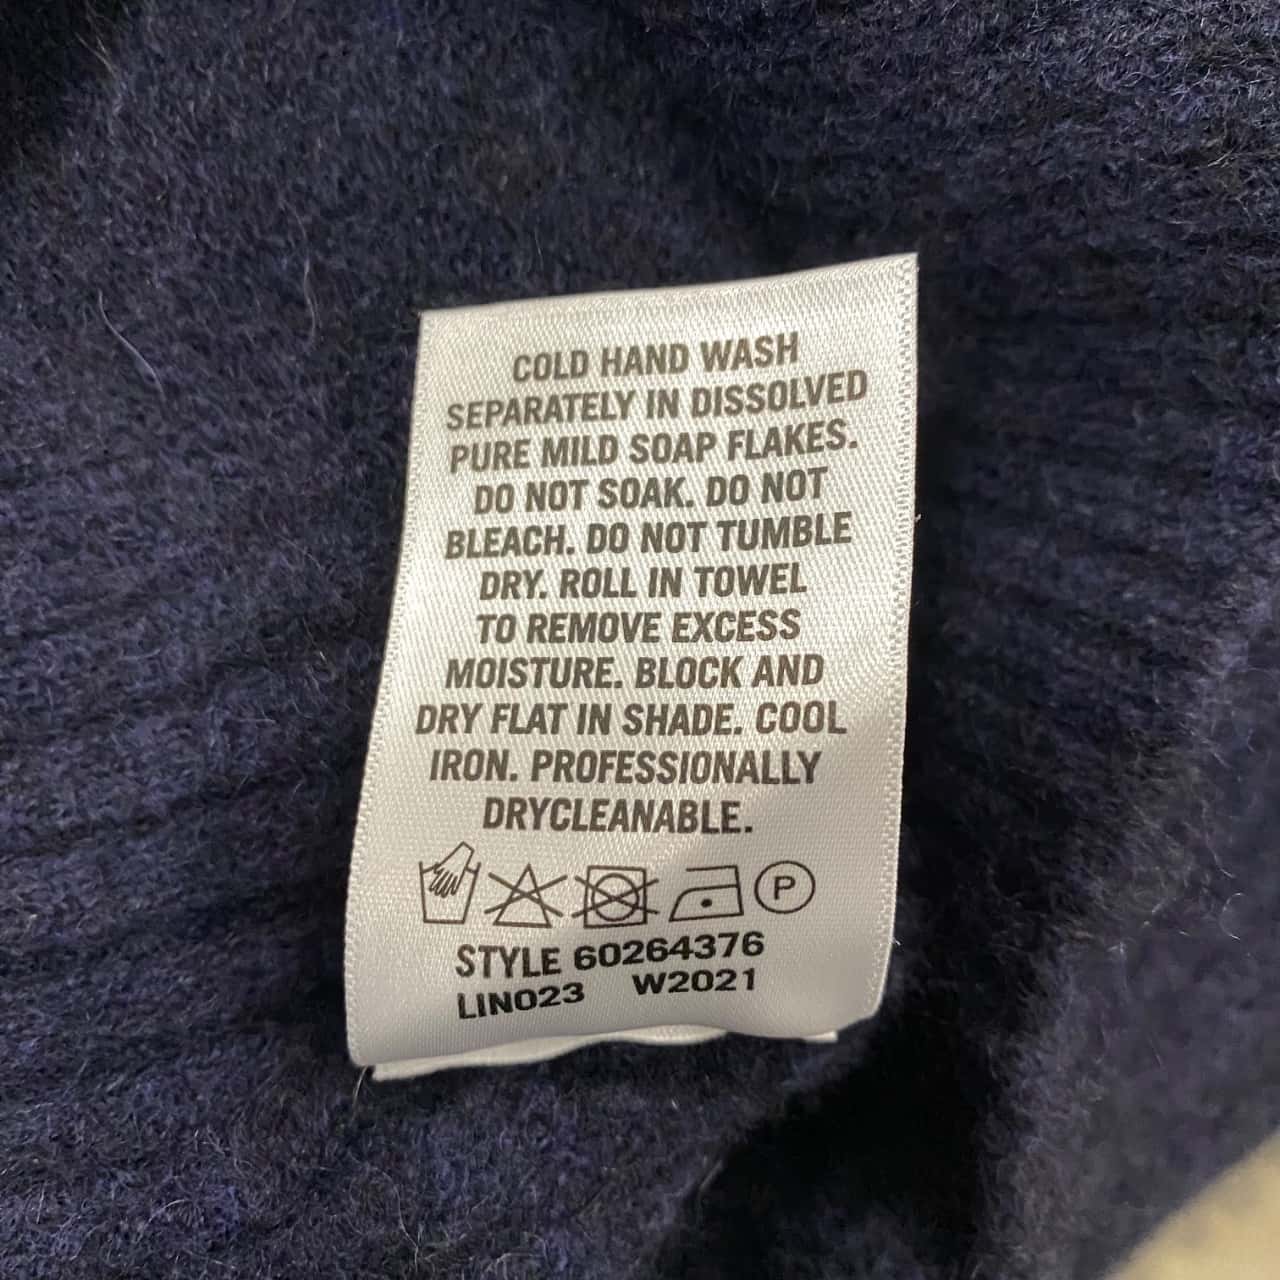 COLD HAND WASH
SEPARATELY IN DISSOLVED
PURE MILD SOAP FLAKES.
DO NOT SOAK. DO NOT
BLEACH. DO NOT TUMBLE
DRY. ROLL IN TOWEL
TO REMOVE EXCESS
MOISTURE. BLOCK AND
DRY FLAT IN SHADE. COOL
IRON. PROFESSIONALLY
DRYCLEANABLE.
P
STYLE 60264376
LIN023 W2021